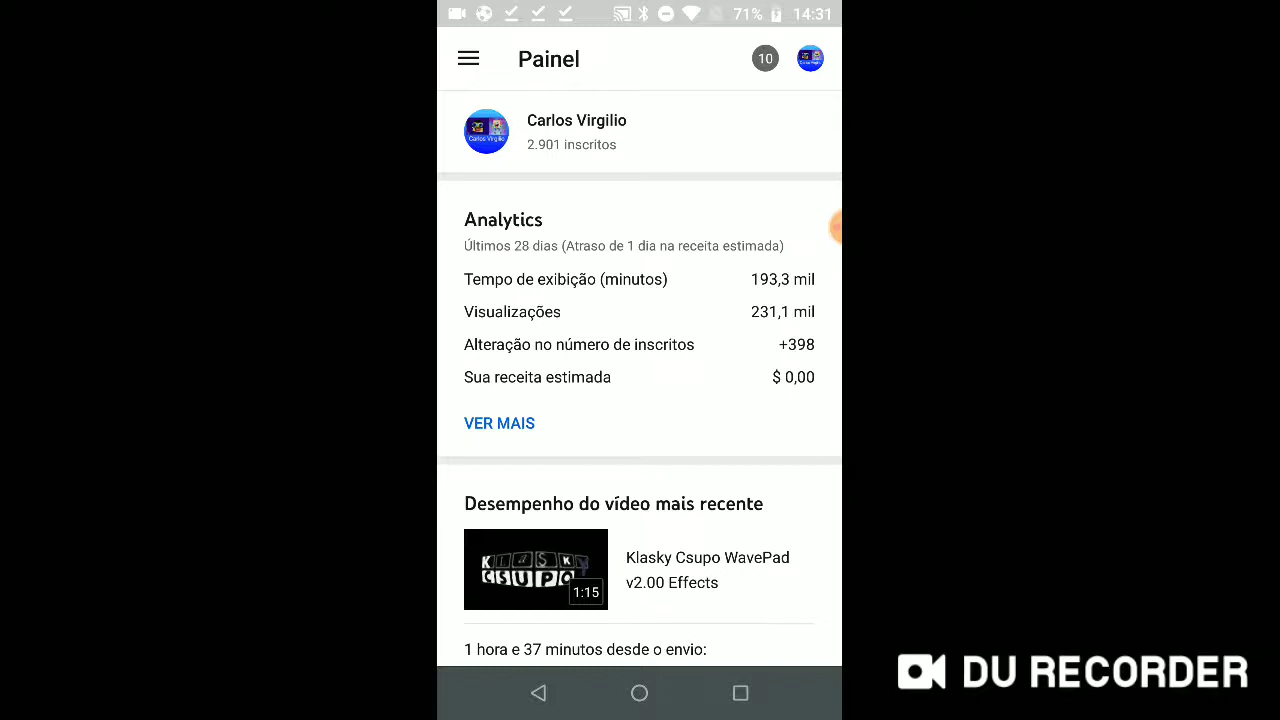 71% 14:31
Painel
10
Carlos Virgilio
2.901 inscritos
Analytics
Últimos 28 dias (Atraso de 1 dia na receita estimada)
Tempo de exibição (minutos) 193,3 mil
Visualizações 231,1 mil
Alteração no número de inscritos +398
Sua receita estimada $ 0,00
VER MAIS
Desempenho do vídeo mais recente
KLASKY
CSUPO
1:15
Klasky Csupo WavePad
v2.00 Effects
1 hora e 37 minutos desde o envio:
DU RECORDER